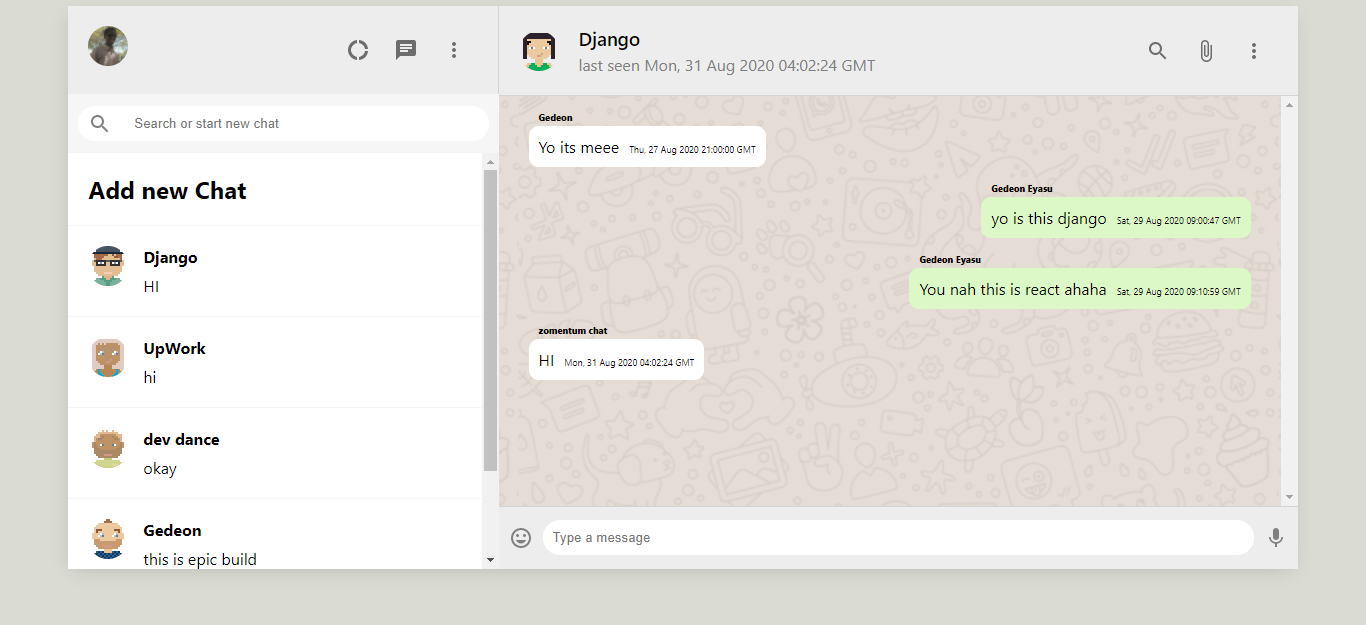 Search or start new chat
Add new Chat
Django
HI
UpWork
hi
dev dance
okay
Gedeon
this is epic build
Django
last seen Mon, 31 Aug 2020 04:02:24 GMT
Gedeon
Yo its meee Thu, 27 Aug 2020 21:00:00 GMT
Gedeon Eyasu
yo is this django Sat, 29 Aug 2020 09:00:47 GMT
Gedeon Eyasu
You nah this is react ahaha Sat, 29 Aug 2020 09:10:59 GMT
zomentum chat
HI Mon, 31 Aug 2020 04:02:24 GMT
Type a message